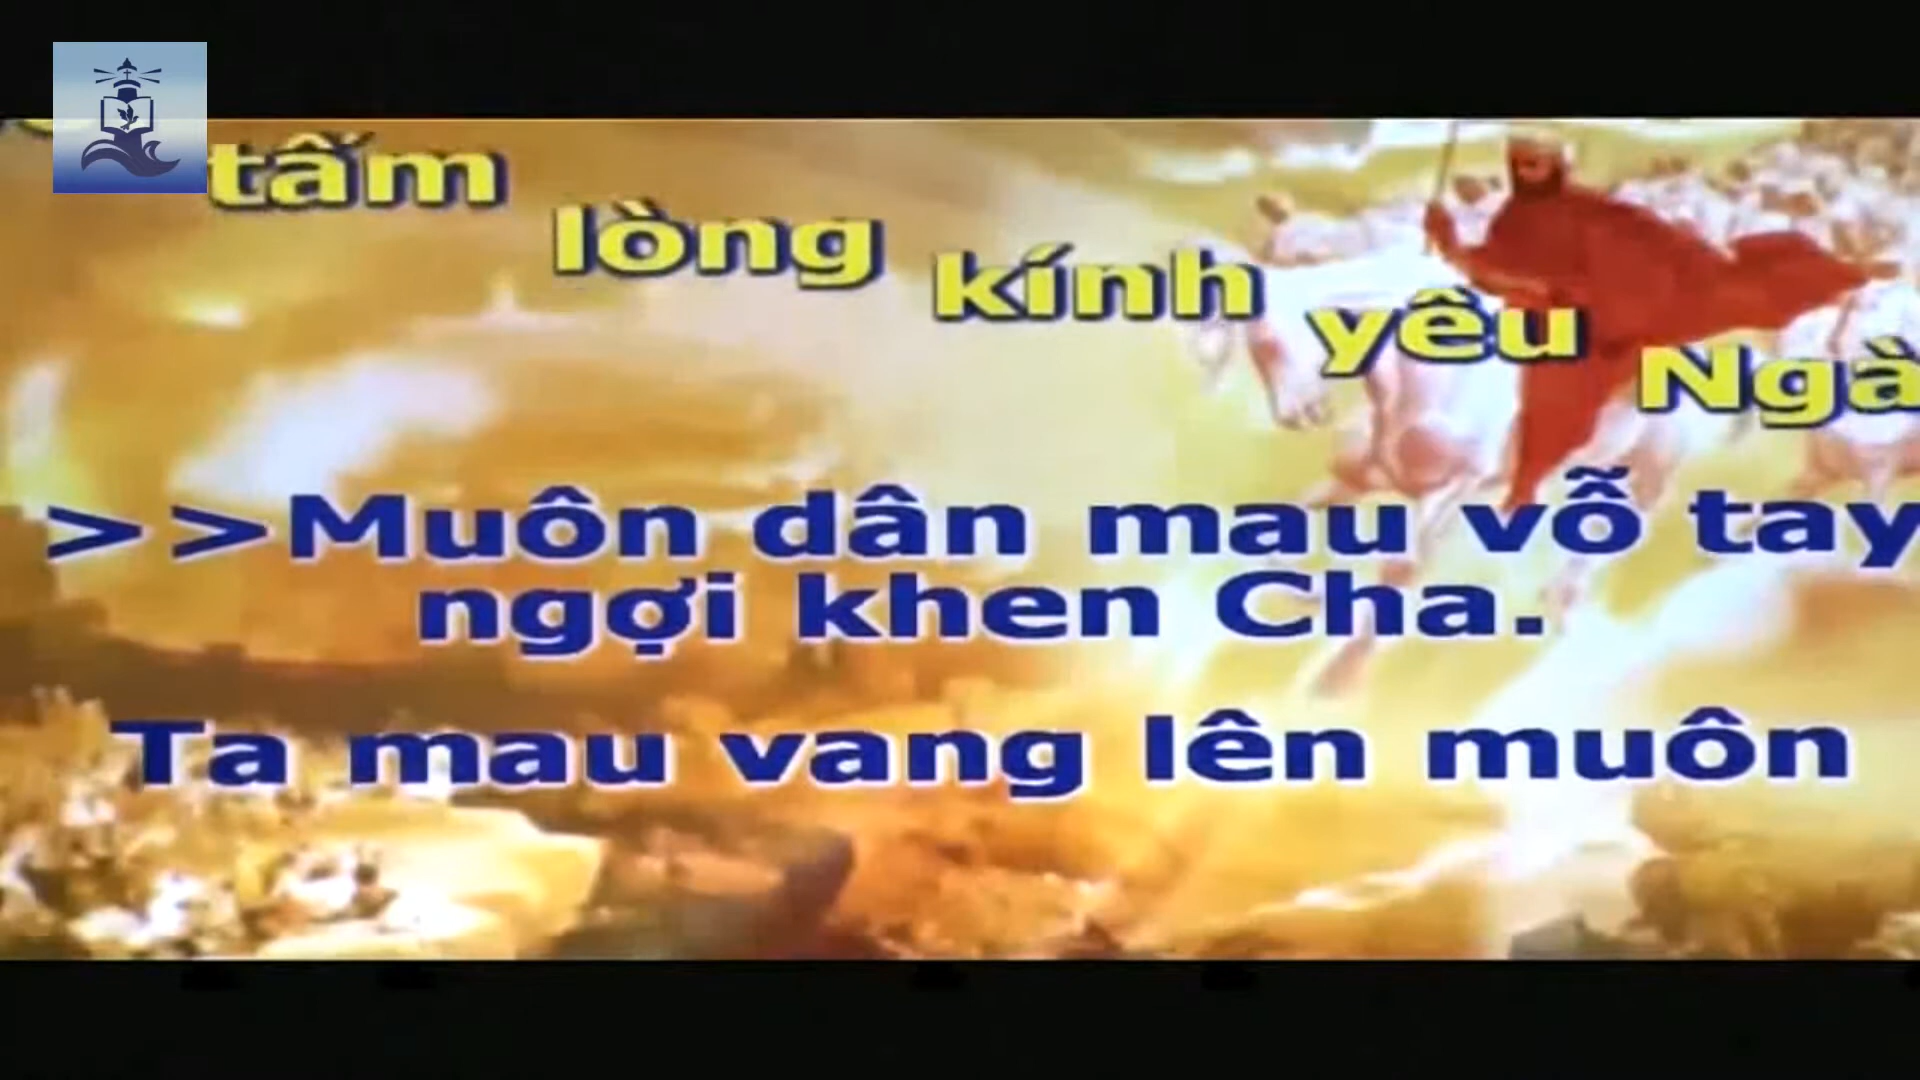 tấm lòng kính yêu
>>Muôn dân mau vỗ tay
ngợi khen Cha.
Ta mau vang lên muôn